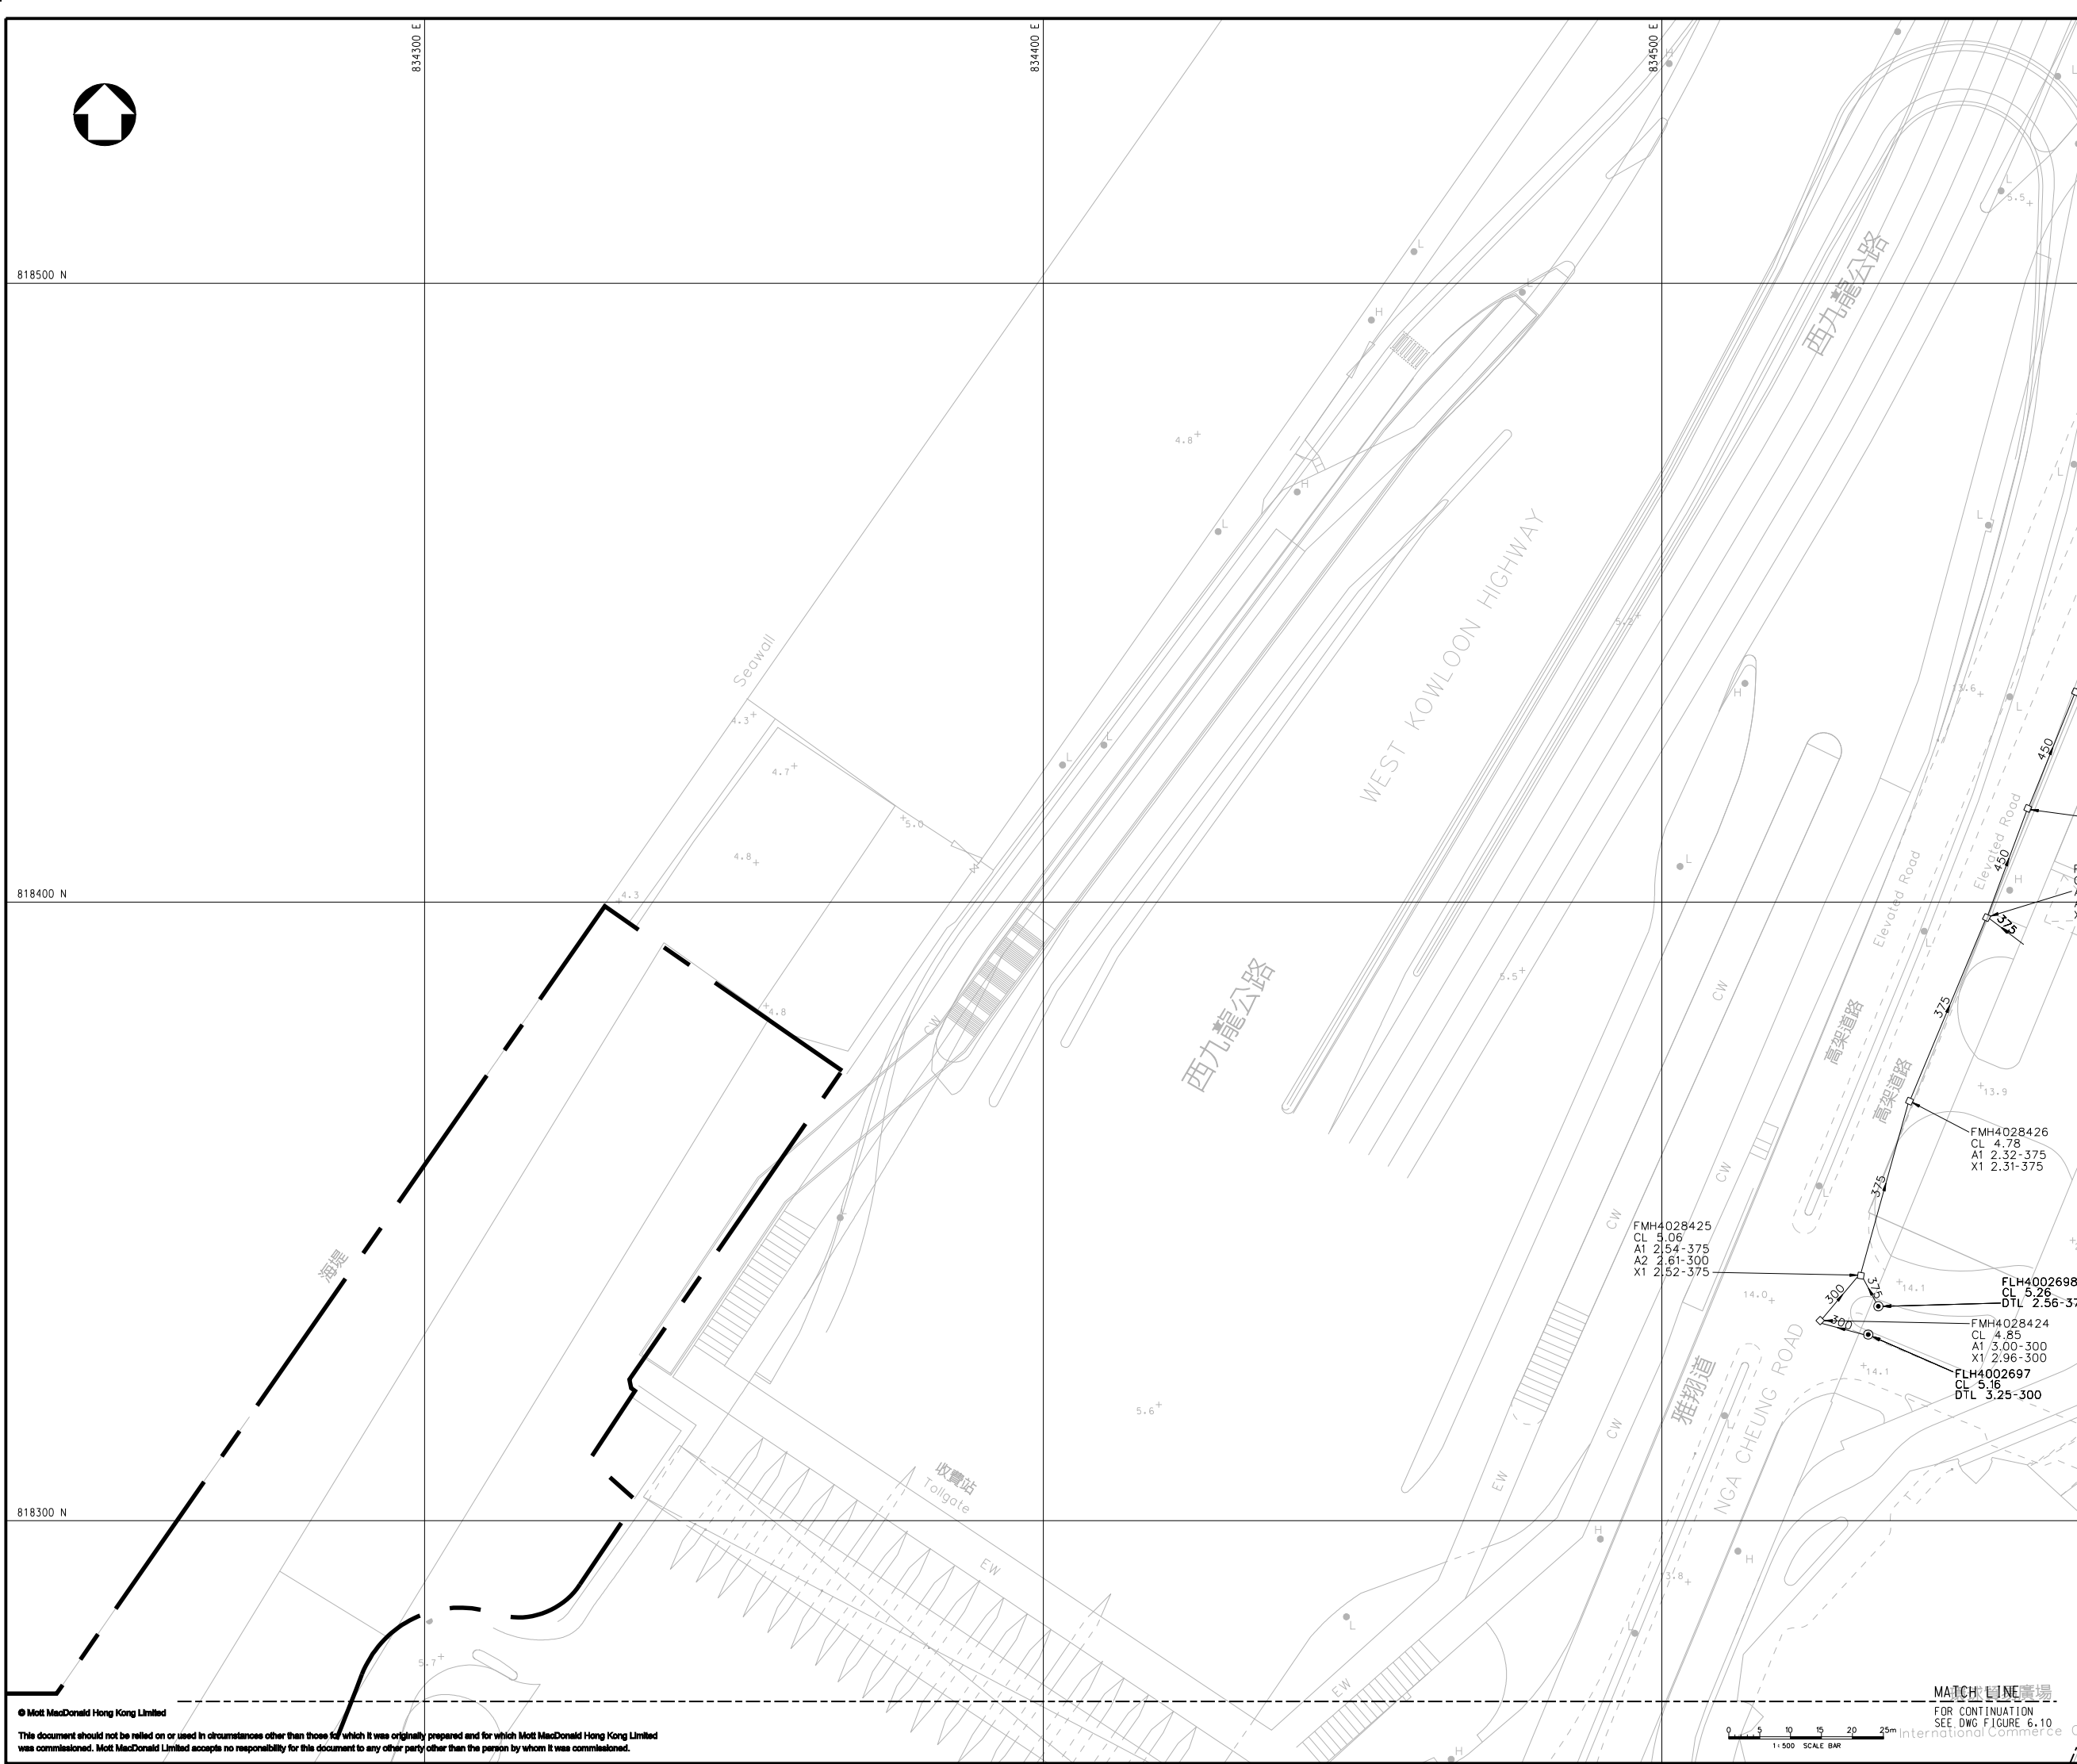 834300 E
834400 E
834500 E
H
L
L
5.5
L
818500 N
H
L
西九龍公路
4.8
H
L
L
L
WEST KOWLOON HIGHWAY
5.2
Seawall
4.3
H
13.6
L
450
L
L
4.7
5.0
4.8
L
450
Elevated Road
Elevated Road
H
818400 N
4.3
375
L
4.8
CW
西九龍公路
5.5
CW
高架道路
375
高架道路
13.9
FMH4028426
CL 4.78
A1 2.32-375
X1 2.31-375
CW
L
375
CW
FMH4028425
CL 5.06
A1 2.54-375
A2 2.61-300
X1 2.52-375
海堤
L
14.0
300
375
14.1
FLH4002698
CL 5.26
DTL 2.56-37
300
FMH4028424
CL 4.85
A1 3.00-300
X1 2.96-300
14.1
FLH4002697
CL 5.16
DTL 3.25-300
雅翔道
NGA CHEUNG ROAD
5.6
L
CW
收費站
Tollgate
EW
T
818300 N
H
H
EW
3.8
L
L
5.7
EW
MATCH LINE
FOR CONTINUATION
SEE DWG FIGURE 6.10
© Mott MacDonald Hong Kong Limited
This document should not be relied on or used in circumstances other than those for which it was originally prepared and for which Mott MacDonald Hong Kong Limited
was commissioned. Mott MacDonald Limited accepts no responsibility for this document to any other party other than the person by whom it was commissioned.
0 5 10 15 20 25m
1:500 SCALE BAR
International Commerce
H